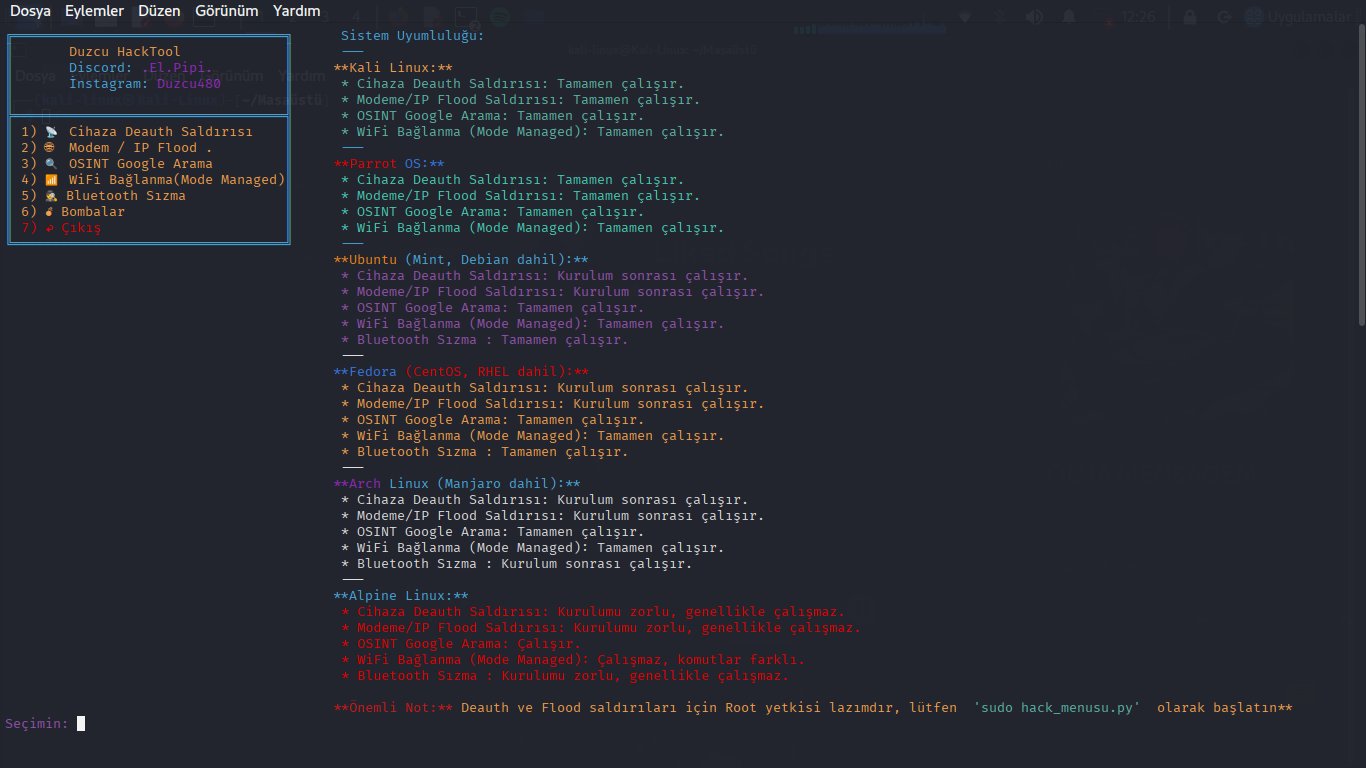 Dosya Eylemler Düzen Görünüm Yardım
12:26
Uygulamalar
Duzcu HackTool
Discord: .El.Pipi.
İnstagram: Duzcu480
1) 📡 Cihaza Deauth Saldırısı
2) 🌐 Modem / IP Flood .
3) 🔍 OSINT Google Arama
4) 📶 WiFi Bağlanma(Mode Managed)
5) 🕵 Bluetooth Sızma
6) 💣 Bombalar
7) ↩ Çıkış
Sistem Uyumluluğu:
---
**Kali Linux:**
* Cihaza Deauth Saldırısı: Tamamen çalışır.
* Modeme/IP Flood Saldırısı: Tamamen çalışır.
* OSINT Google Arama: Tamamen çalışır.
* WiFi Bağlanma (Mode Managed): Tamamen çalışır.
---
**Parrot OS:**
* Cihaza Deauth Saldırısı: Tamamen çalışır.
* Modeme/IP Flood Saldırısı: Tamamen çalışır.
* OSINT Google Arama: Tamamen çalışır.
* WiFi Bağlanma (Mode Managed): Tamamen çalışır.
---
**Ubuntu (Mint, Debian dahil):**
* Cihaza Deauth Saldırısı: Kurulum sonrası çalışır.
* Modeme/IP Flood Saldırısı: Kurulum sonrası çalışır.
* OSINT Google Arama: Tamamen çalışır.
* WiFi Bağlanma (Mode Managed): Tamamen çalışır.
* Bluetooth Sızma : Tamamen çalışır.
---
**Fedora (CentOS, RHEL dahil):**
* Cihaza Deauth Saldırısı: Kurulum sonrası çalışır.
* Modeme/IP Flood Saldırısı: Kurulum sonrası çalışır.
* OSINT Google Arama: Tamamen çalışır.
* WiFi Bağlanma (Mode Managed): Tamamen çalışır.
* Bluetooth Sızma : Tamamen çalışır.
---
**Arch Linux (Manjaro dahil):**
* Cihaza Deauth Saldırısı: Kurulum sonrası çalışır.
* Modeme/IP Flood Saldırısı: Kurulum sonrası çalışır.
* OSINT Google Arama: Tamamen çalışır.
* WiFi Bağlanma (Mode Managed): Tamamen çalışır.
* Bluetooth Sızma : Kurulum sonrası çalışır.
---
**Alpine Linux:**
* Cihaza Deauth Saldırısı: Kurulumu zorlu, genellikle çalışmaz.
* Modeme/IP Flood Saldırısı: Kurulumu zorlu, genellikle çalışmaz.
* OSINT Google Arama: Çalışır.
* WiFi Bağlanma (Mode Managed): Çalışmaz, komutlar farklı.
* Bluetooth Sızma : Kurulumu zorlu, genellikle çalışmaz.
**Önemli Not:** Deauth ve Flood saldırıları için Root yetkisi lazımdır, lütfen 'sudo hack_menusu.py' olarak başlatın**
Seçimin: